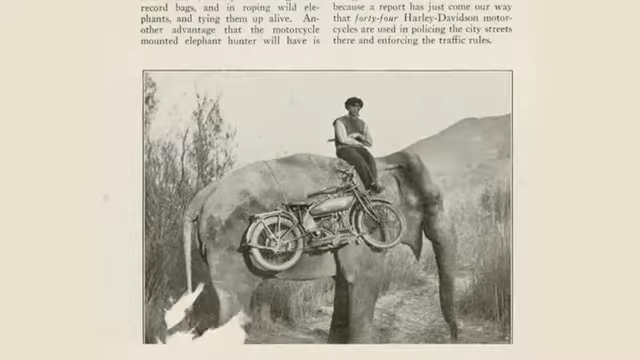 record bags, and in roping wild ele-
phants, and tying them up alive. An-
other advantage that the motorcycle
mounted elephant hunter will have is
because a report has just come our way
that forty-four Harley-Davidson motor-
cycles are used in policing the city streets
there and enforcing the traffic rules.